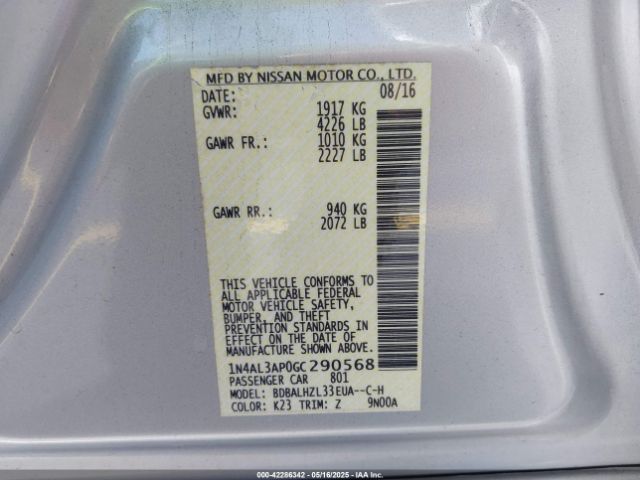 MFD BY NISSAN MOTOR CO., LTD.
DATE: 08/16
GVWR: 1917 KG
4226 LB
GAWR FR.: 1010 KG
2227 LB
GAWR RR.: 940 KG
2072 LB
THIS VEHICLE CONFORMS TO
ALL APPLICABLE FEDERAL
MOTOR VEHICLE SAFETY,
BUMPER, AND THEFT
PREVENTION STANDARDS IN
EFFECT ON THE DATE OF
MANUFACTURE SHOWN ABOVE.
1N4AL3AP0GC290568
PASSENGER CAR 801
MODEL: BDBALHZL33EUA--C-H
COLOR: K23 TRIM: Z 9N00A
000-42286342 - 05/16/2025 - IAA Inc.